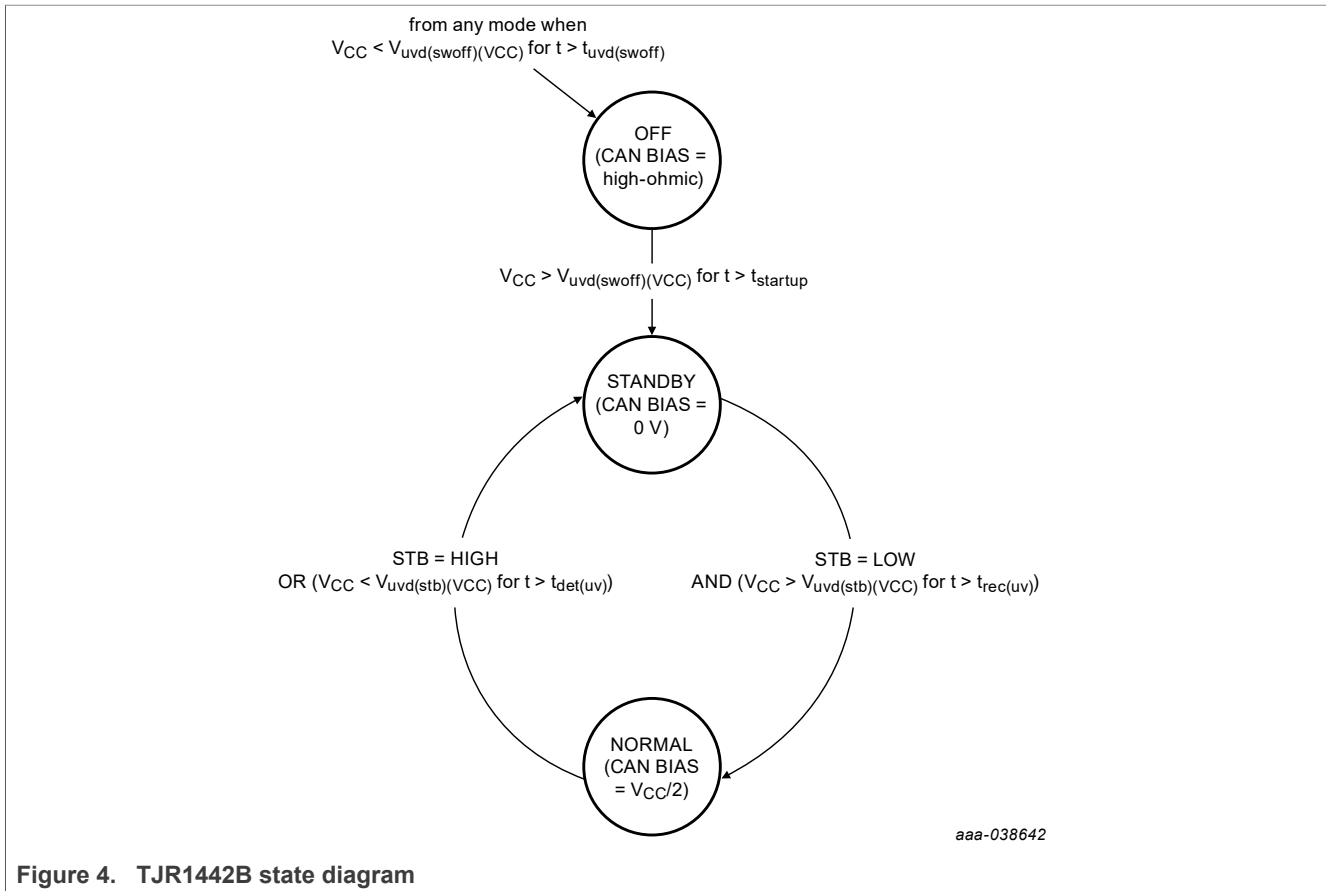 from any mode when
VCC < Vuvd(swoff)(VCC) for t > tuvd(swoff)
OFF
(CAN BIAS =
high-ohmic)
VCC > Vuvd(swoff)(VCC) for t > tstartup
STANDBY
(CAN BIAS =
0 V)
STB = HIGH
OR (VCC < Vuvd(stb)(VCC) for t > tdet(uv))
STB = LOW
AND (VCC > Vuvd(stb)(VCC) for t > trec(uv))
NORMAL
(CAN BIAS
= VCC/2)
aaa-038642
Figure 4. TJR1442B state diagram